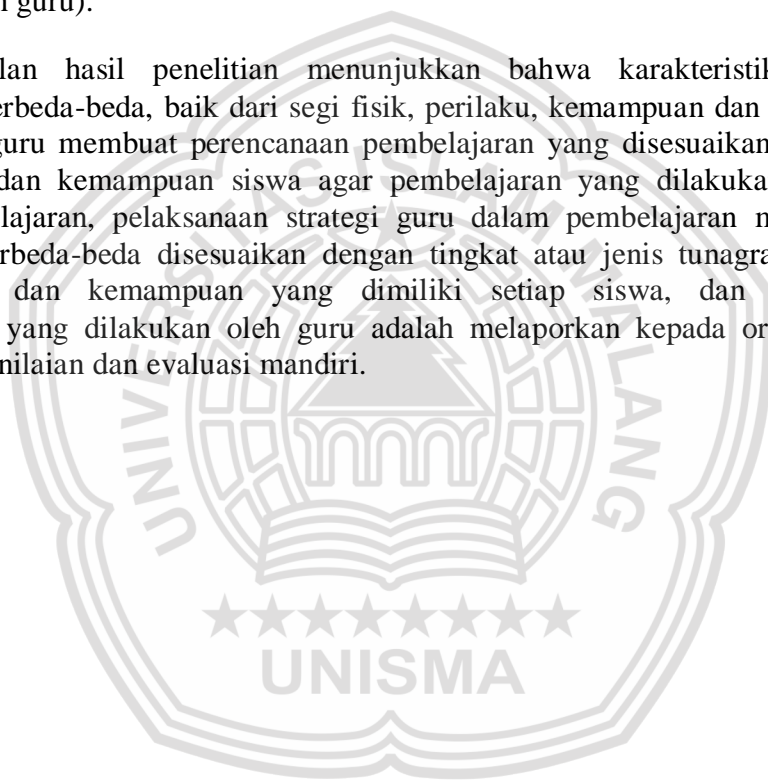 guru).
lan hasil penelitian menunjukkan bahwa karakteristik
erbeda-beda, baik dari segi fisik, perilaku, kemampuan dan
guru membuat perencanaan pembelajaran yang disesuaikan
dan kemampuan siswa agar pembelajaran yang dilakuka
lajaran, pelaksanaan strategi guru dalam pembelajaran m
erbeda-beda disesuaikan dengan tingkat atau jenis tunagra
dan kemampuan yang dimiliki setiap siswa, dan
yang dilakukan oleh guru adalah melaporkan kepada or
nilaian dan evaluasi mandiri.
UNIVERSITAS ISLAM MALANG
UNISMA